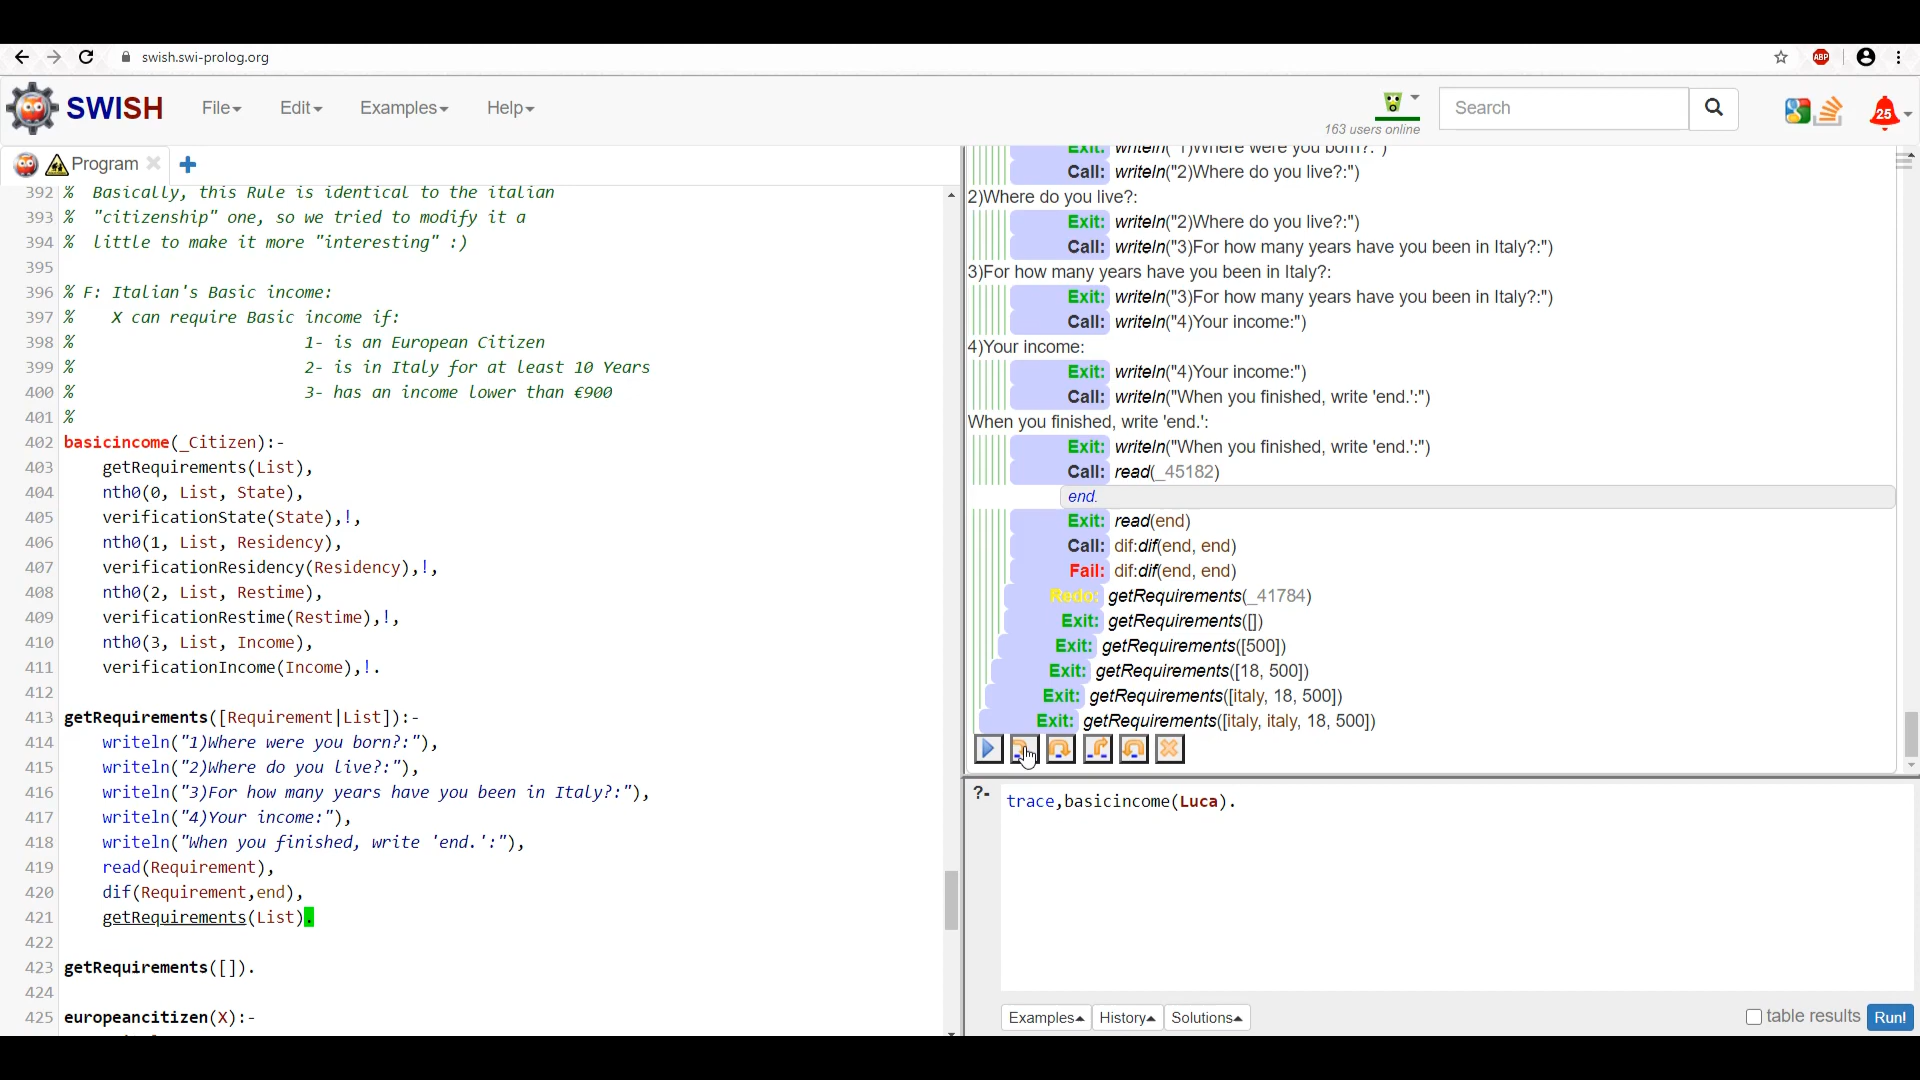 swish.swi-prolog.org
ABP
SWISH File Edit Examples Help
163 users online
Search
25
Program
392 % Basically, this Rule is identical to the italian
393 % "citizenship" one, so we tried to modify it a
394 % little to make it more "interesting" :)
395
396 % F: Italian's Basic income:
397 % X can require Basic income if:
398 % 1- is an European Citizen
399 % 2- is in Italy for at least 10 Years
400 % 3- has an income lower than €900
401 %
402 basicincome(_Citizen):-
403 getRequirements(List),
404 nth0(0, List, State),
405 verificationState(State),!,
406 nth0(1, List, Residency),
407 verificationResidency(Residency),!,
408 nth0(2, List, Restime),
409 verificationRestime(Restime),!,
410 nth0(3, List, Income),
411 verificationIncome(Income),!.
412
413 getRequirements([Requirement|List]):-
414 writeln("1)Where were you born?:"),
415 writeln("2)Where do you live?:"),
416 writeln("3)For how many years have you been in Italy?:"),
417 writeln("4)Your income:"),
418 writeln("When you finished, write 'end.':"),
419 read(Requirement),
420 dif(Requirement,end),
421 getRequirements(List).
422
423 getRequirements([]).
424
425 europeancitizen(X):-
Exit: writeln("1)Where were you born?:")
Call: writeln("2)Where do you live?:")
2)Where do you live?:
Exit: writeln("2)Where do you live?:")
Call: writeln("3)For how many years have you been in Italy?:")
3)For how many years have you been in Italy?:
Exit: writeln("3)For how many years have you been in Italy?:")
Call: writeln("4)Your income:")
4)Your income:
Exit: writeln("4)Your income:")
Call: writeln("When you finished, write 'end.':")
When you finished, write 'end.':
Exit: writeln("When you finished, write 'end.':")
Call: read(_45182)
end.
Exit: read(end)
Call: dif:dif(end, end)
Fail: dif:dif(end, end)
Redo: getRequirements(_41784)
Exit: getRequirements([])
Exit: getRequirements([500])
Exit: getRequirements([18, 500])
Exit: getRequirements([italy, 18, 500])
Exit: getRequirements([italy, italy, 18, 500])
?- trace,basicincome(Luca).
Examples History Solutions
table results Run!